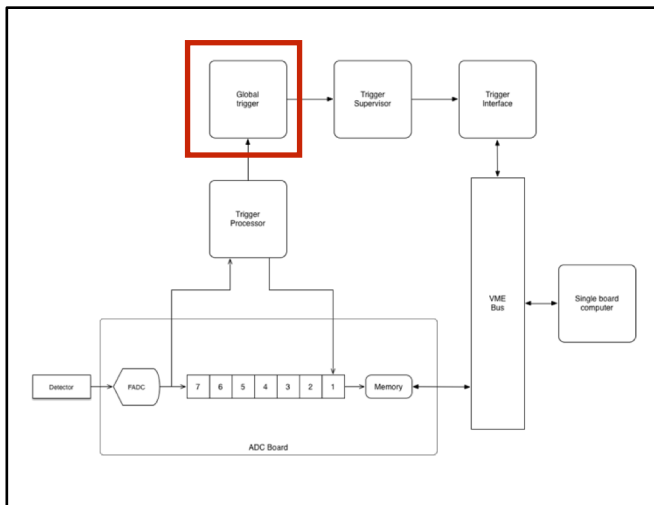 Global
trigger
Trigger
Supervisor
Trigger
Interface
Trigger
Processor
VME
Bus
Single board
computer
Detector
FADC
7 6 5 4 3 2 1
Memory
ADC Board